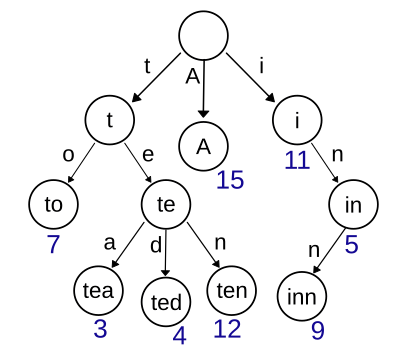 t A i
t A i
11
15
o e n
to te in
7 5
a d n n
tea ted ten inn
3 4 12 9